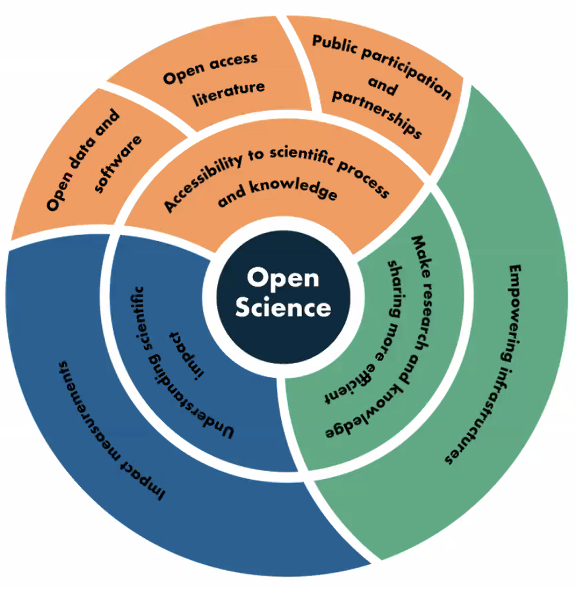 Open
Science
Accessibility to scientific process
and knowledge
Open data and
software
Open access
literature
Public participation
and
partnerships
Make research and knowledge
sharing more efficient
Empowering infrastructures
Understanding scientific
impact
Impact measurements